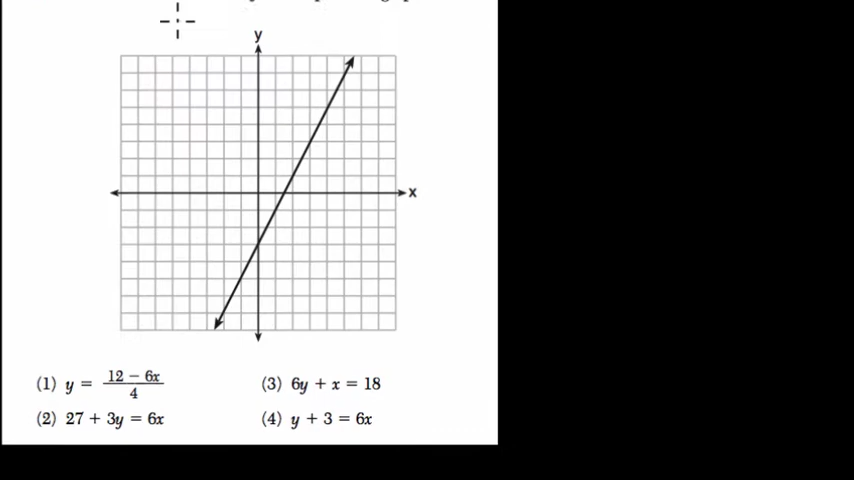 y
x
(1) y = 12 − 6x / 4
(3) 6y + x = 18
(2) 27 + 3y = 6x
(4) y + 3 = 6x